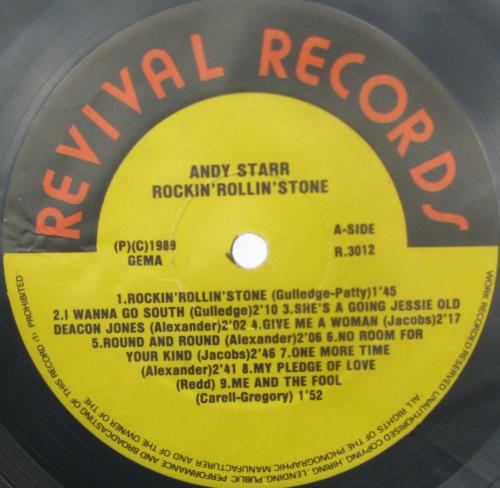 REVIVAL RECORDS
ANDY STARR
ROCKIN'ROLLIN'STONE
A-SIDE
(P)(C)1989
GEMA
R.3012
1.ROCKIN'ROLLIN'STONE (Gulledge-Patty)1'45
2.I WANNA GO SOUTH (Gulledge)2'10 3.SHE'S A GOING JESSIE OLD
DEACON JONES (Alexander)2'02 4.GIVE ME A WOMAN (Jacobs)2'17
5.ROUND AND ROUND (Alexander)2'06 6.NO ROOM FOR
YOUR KIND (Jacobs)2'46 7.ONE MORE TIME
(Alexander)2'41 8.MY PLEDGE OF LOVE
(Redd) 9.ME AND THE FOOL
(Carell-Gregory) 1'52
ALL RIGHTS OF THE PHONOGRAPHIC MANUFACTURER AND OF THE OWNER OF THE
WORK RECORDED RESERVED UNAUTHORISED COPYING. HIRING. LENDING. PUBLIC PERFORMANCE AND BROADCASTING OF THIS RECORD PROHIBITED.